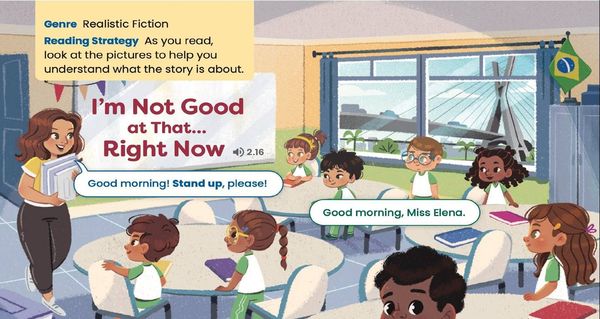 Genre Realistic Fiction
Reading Strategy As you read,
look at the pictures to help you
understand what the story is about.
I'm Not Good
at That...
Right Now 2.16
Good morning! Stand up, please!
Good morning, Miss Elena.